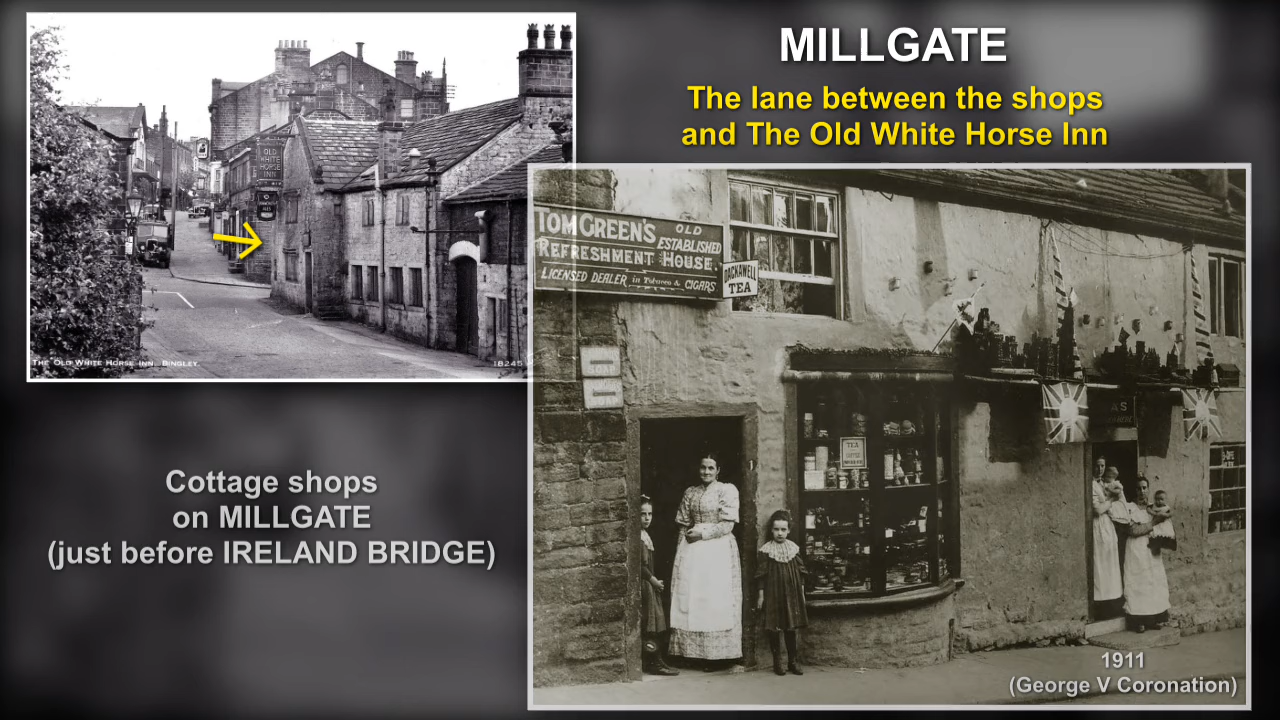 MILLGATE
The lane between the shops
and The Old White Horse Inn
OLD
WHITE
HORSE
INN
THE OLD WHITE HORSE INN. BINGLEY.
18245
TOM GREEN'S OLD
ESTABLISHED
REFRESHMENT HOUSE.
LICENSED DEALER in Tobacco & CIGARS
TEA
TEA
Cottage shops
on MILLGATE
(just before IRELAND BRIDGE)
1911
(George V Coronation)